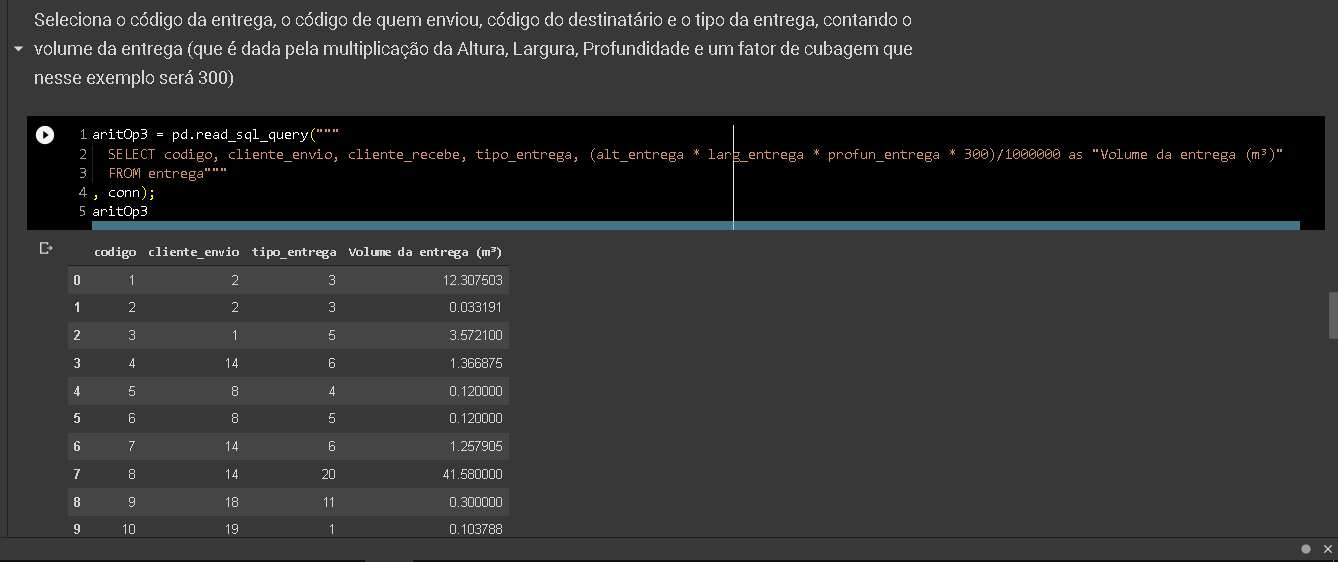 Seleciona o código da entrega, o código de quem enviou, código do destinatário e o tipo da entrega, contando o
volume da entrega (que é dada pela multiplicação da Altura, Largura, Profundidade e um fator de cubagem que
nesse exemplo será 300)
1 aritOp3 = pd.read_sql_query("""
2 SELECT codigo, cliente_envio, cliente_recebe, tipo_entrega, (alt_entrega * larg_entrega * profun_entrega * 300)/1000000 as "Volume da entrega (m³)"
3 FROM entrega"""
4 , conn);
5 aritOp3
codigo cliente_envio tipo_entrega Volume da entrega (m³)
0 1 2 3 12.307503
1 2 2 3 0.033191
2 3 1 5 3.572100
3 4 14 6 1.366875
4 5 8 4 0.120000
5 6 8 5 0.120000
6 7 14 6 1.257905
7 8 14 20 41.580000
8 9 18 11 0.300000
9 10 19 1 0.103788